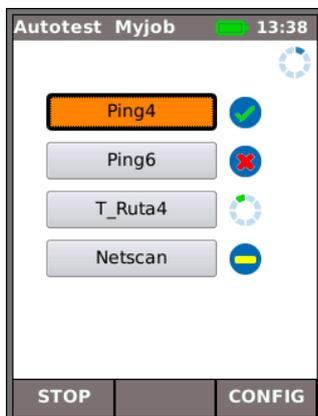 Autotest Myjob 13:38
Ping4
Ping6
T_Ruta4
Netscan
STOP CONFIG